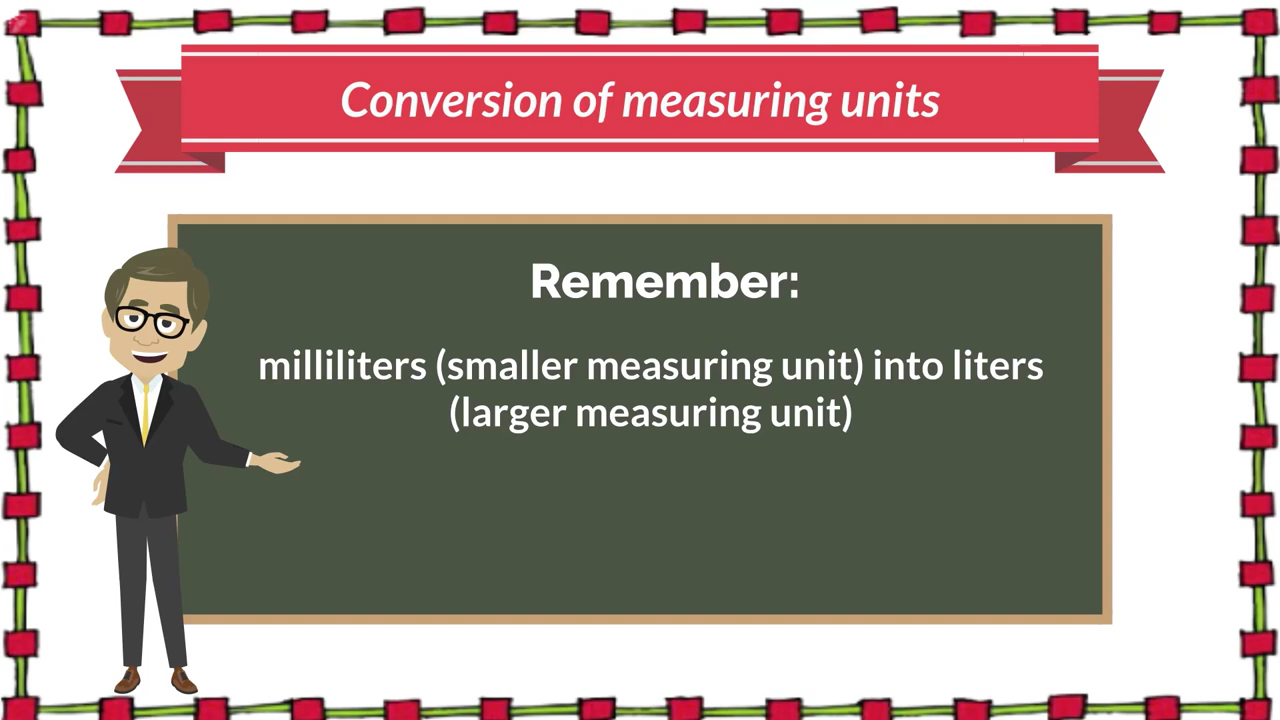 Conversion of measuring units
Remember:
milliliters (smaller measuring unit) into liters
(larger measuring unit)